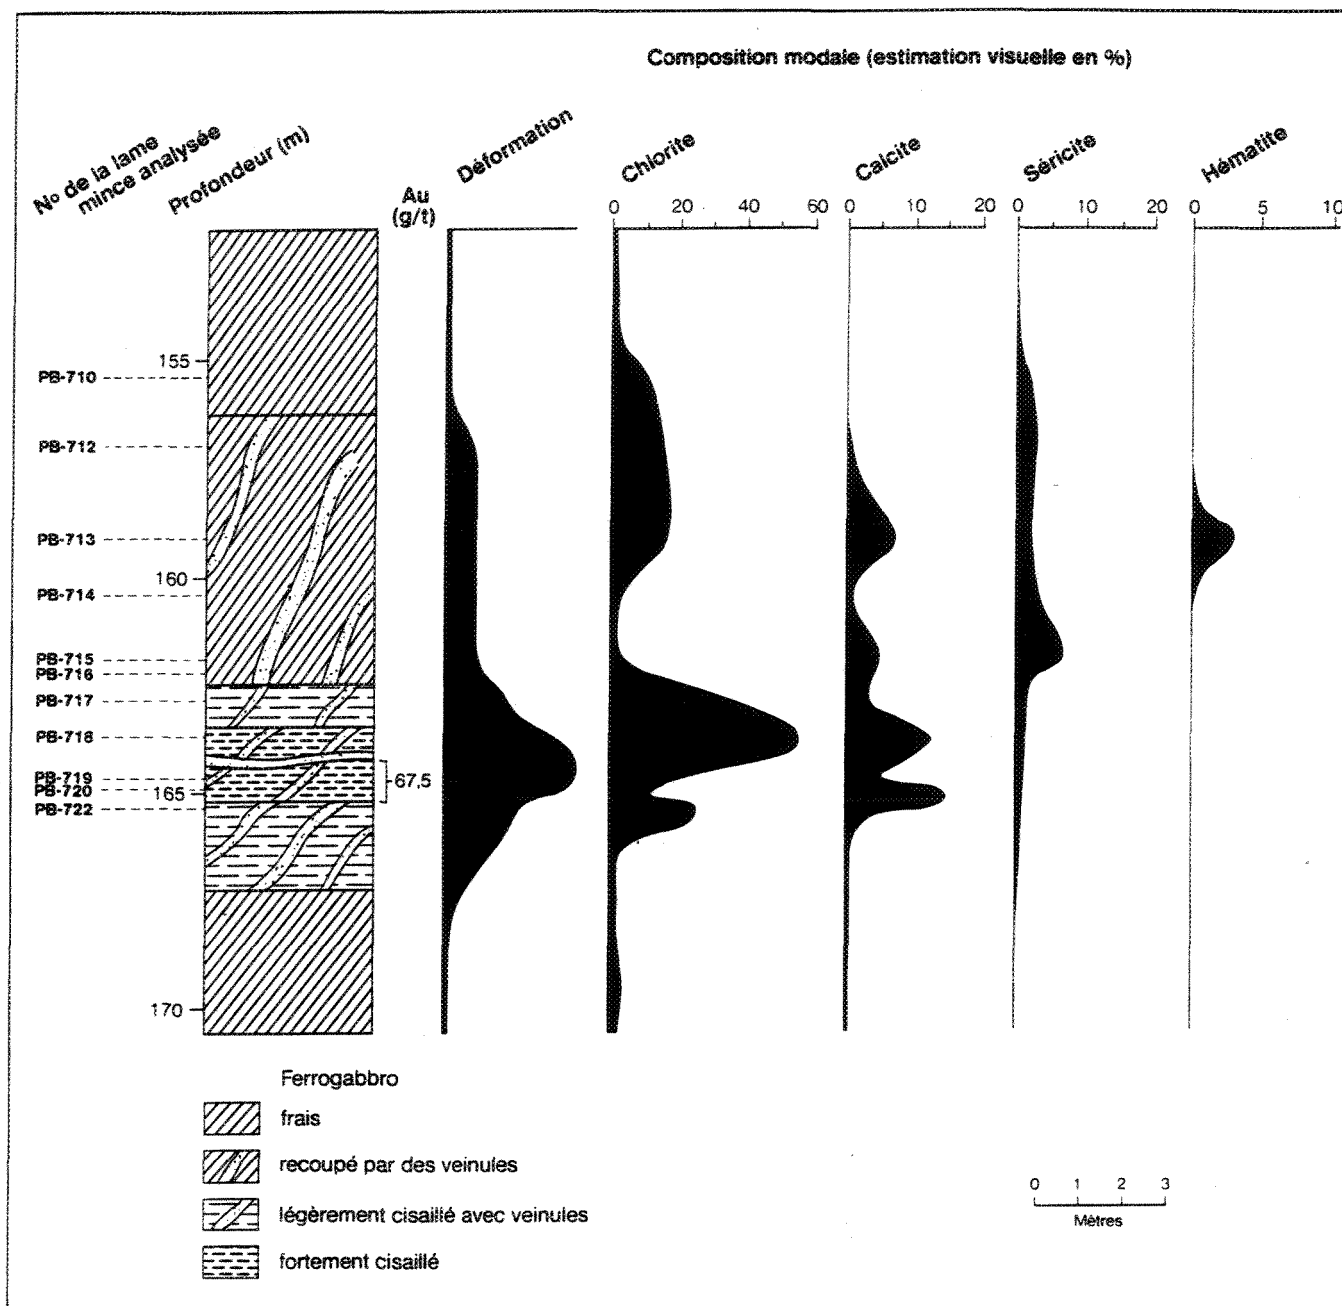 Composition modale (estimation visuelle en %)
Nº de la lame
mince analysée
Profondeur (m)
Au
(g/t)
Déformation
Chlorite
Calcite
Séricite
Hématite
0 20 40 60
0 10 20
0 10 20
0 5 10
155
PB-710
PB-712
PB-713
160
PB-714
PB-715
PB-716
PB-717
PB-718
PB-719
67,5
PB-720
165
PB-722
170
Ferrogabbro
frais
recoupé par des veinules
légèrement cisaillé avec veinules
fortement cisaillé
0 1 2 3
Mètres